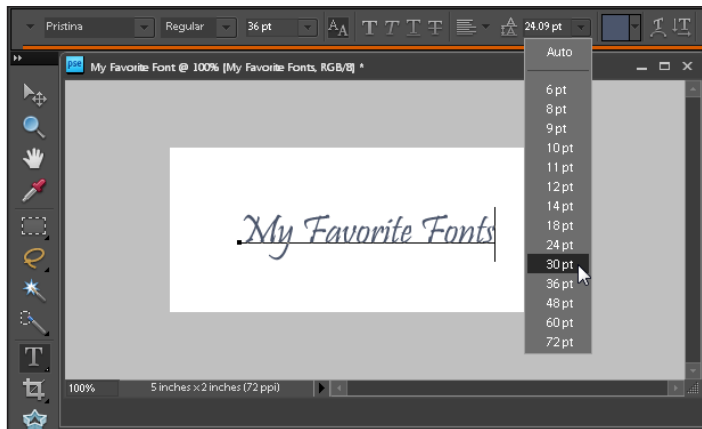 Pristina Regular 36 pt AA T T T T 24.09 pt T T
pse My Favorite Font @ 100% (My Favorite Fonts, RGB/8) *
Auto
6 pt
8 pt
9 pt
10 pt
11 pt
12 pt
14 pt
18 pt
24 pt
30 pt
36 pt
48 pt
60 pt
72 pt
My Favorite Fonts
T
100% 5 inches x 2 inches (72 ppi)